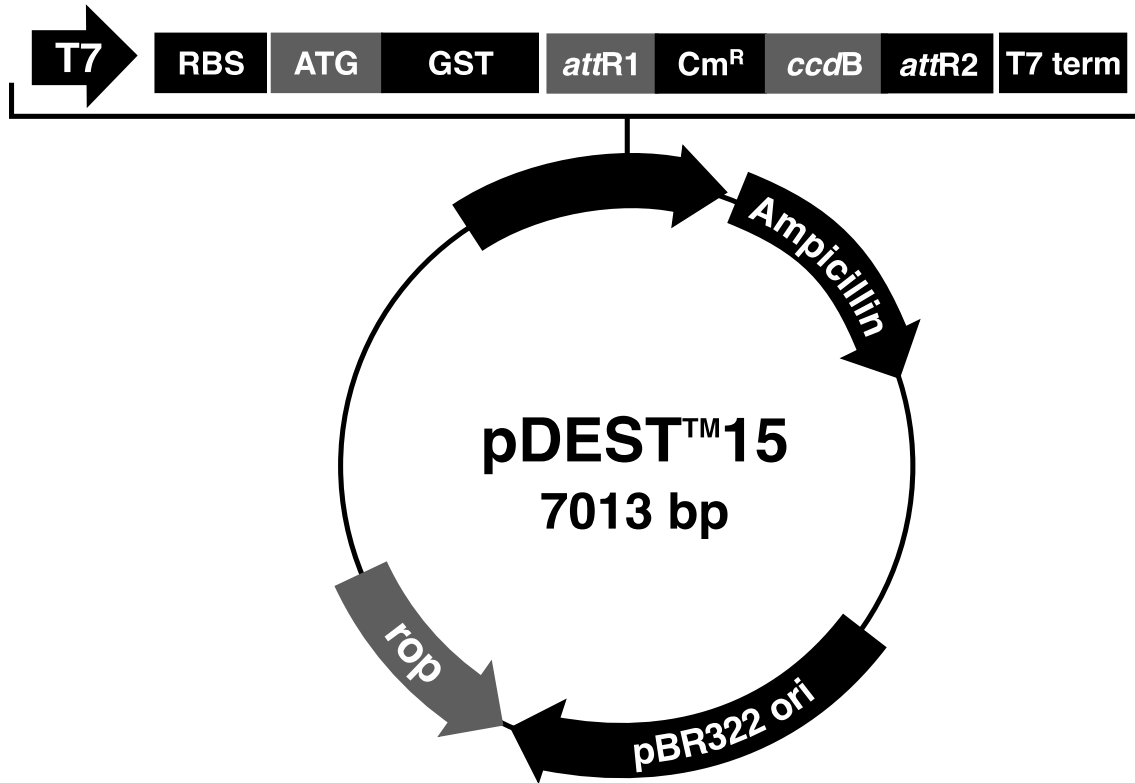 T7 RBS ATG GST attR1 Cmᴿ ccdB attR2 T7 term
Ampicillin
pDEST™15
7013 bp
rop
pBR322 ori